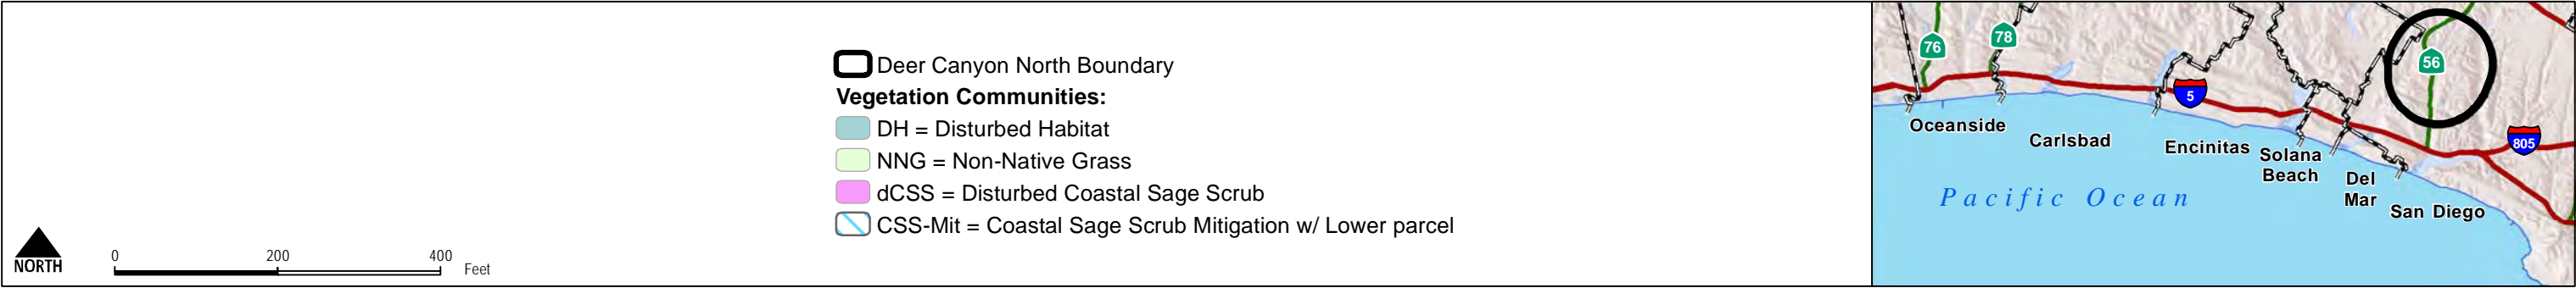 Deer Canyon North Boundary
Vegetation Communities:
DH = Disturbed Habitat
NNG = Non-Native Grass
dCSS = Disturbed Coastal Sage Scrub
CSS-Mit = Coastal Sage Scrub Mitigation w/ Lower parcel
NORTH
0 200 400 Feet
76
78
56
5
805
Oceanside
Carlsbad
Encinitas
Solana
Beach
Del
Mar
San Diego
Pacific Ocean